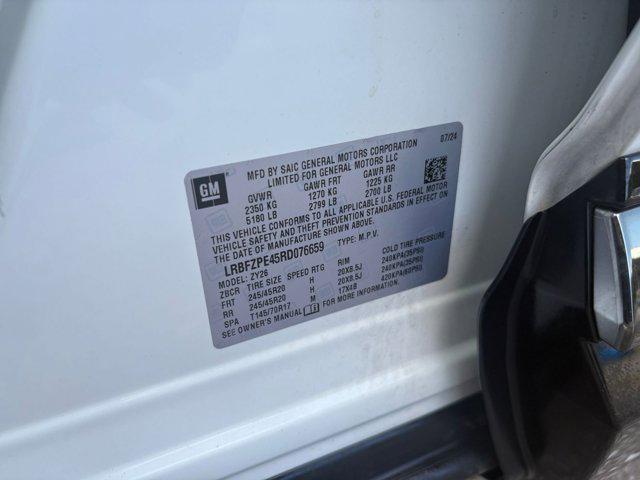 GM
MFD BY SAIC GENERAL MOTORS CORPORATION 07/24
LIMITED FOR GENERAL MOTORS LLC
GVWR GAWR FRT GAWR RR
2350 KG 1270 KG 1225 KG
5180 LB 2799 LB 2700 LB
THIS VEHICLE CONFORMS TO ALL APPLICABLE U.S. FEDERAL MOTOR
VEHICLE SAFETY AND THEFT PREVENTION STANDARDS IN EFFECT ON
THE DATE OF MANUFACTURE SHOWN ABOVE.
LRBFZPE45RD076659 TYPE: M.P.V.
MODEL: ZY26
ZBCR TIRE SIZE SPEED RTG COLD TIRE PRESSURE
FRT 245/45R20 H 20X8.5J 240KPA(35PSI)
RR 245/45R20 H 20X8.5J 240KPA(35PSI)
SPA T145/70R17 M 17X4B 420KPA(60PSI)
SEE OWNER'S MANUAL FOR MORE INFORMATION.